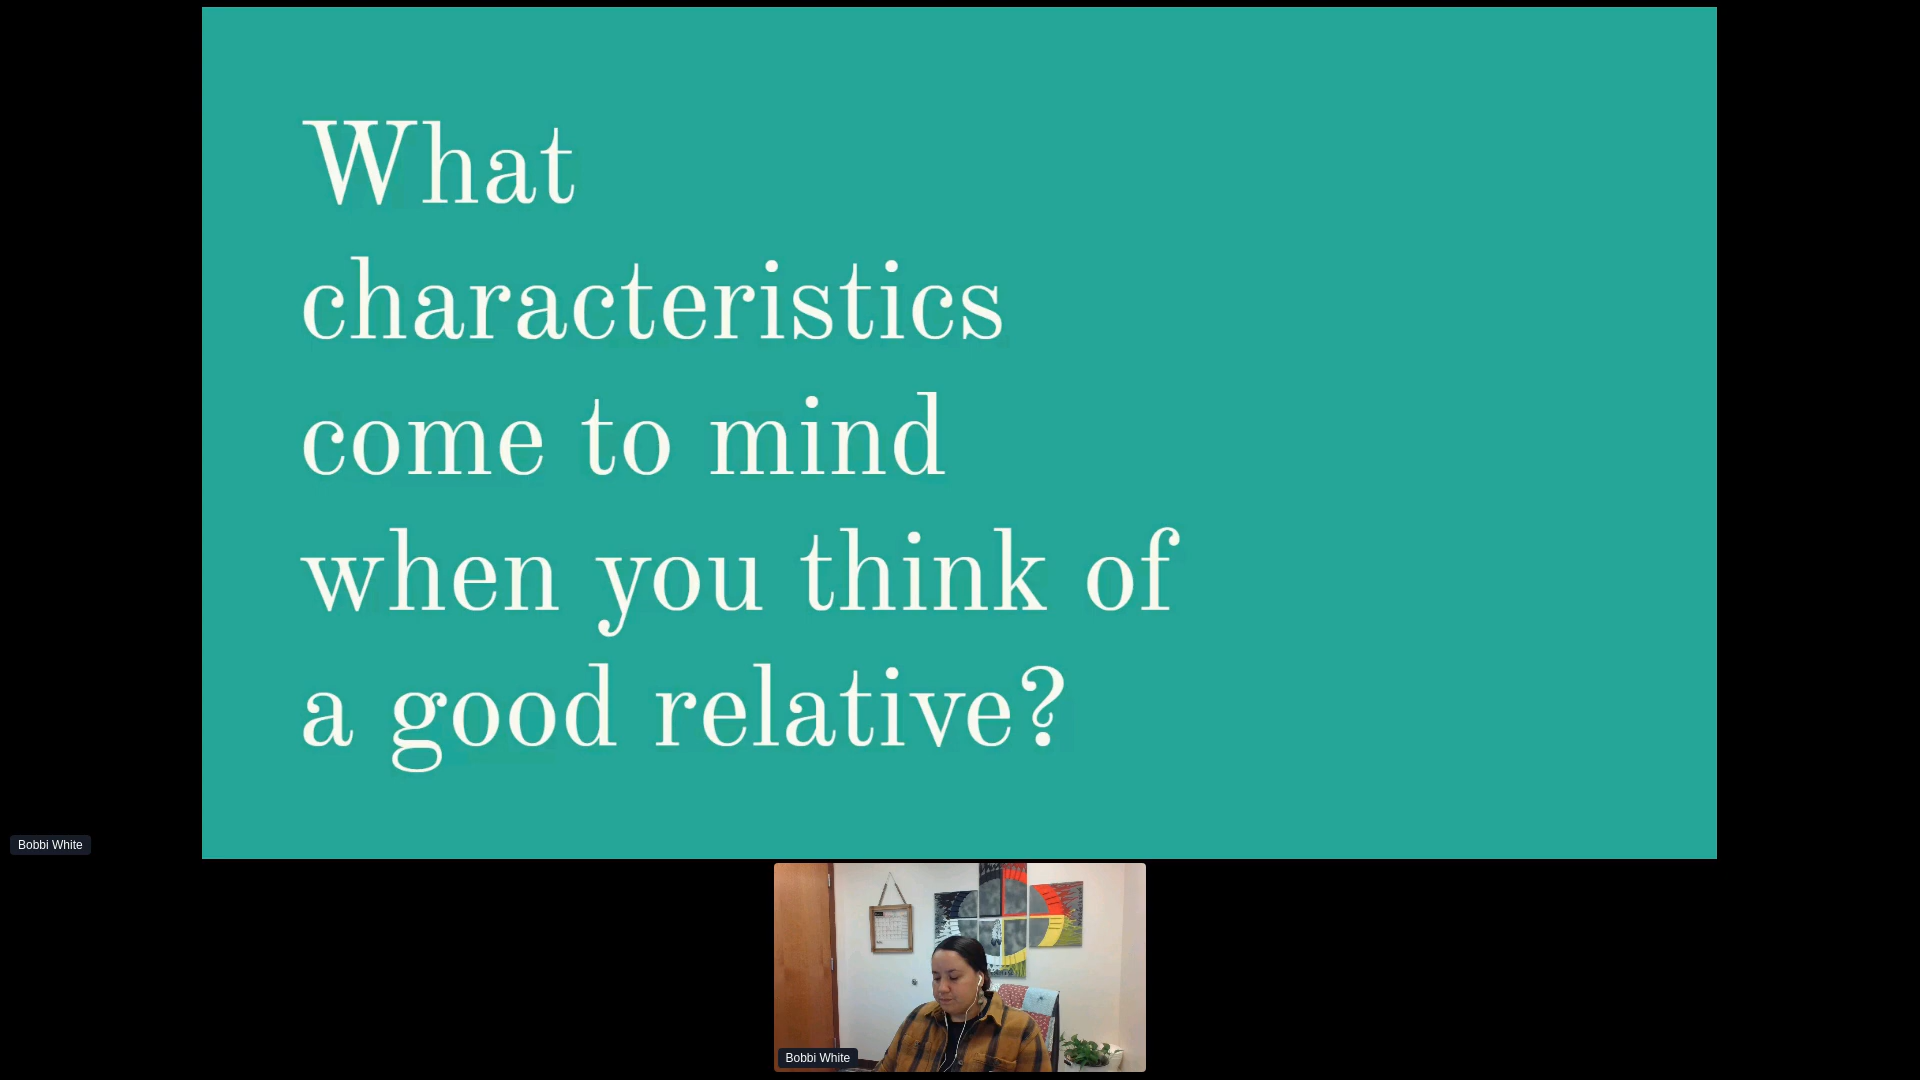 What
characteristics
come to mind
when you think of
a good relative?
Bobbi White
Bobbi White